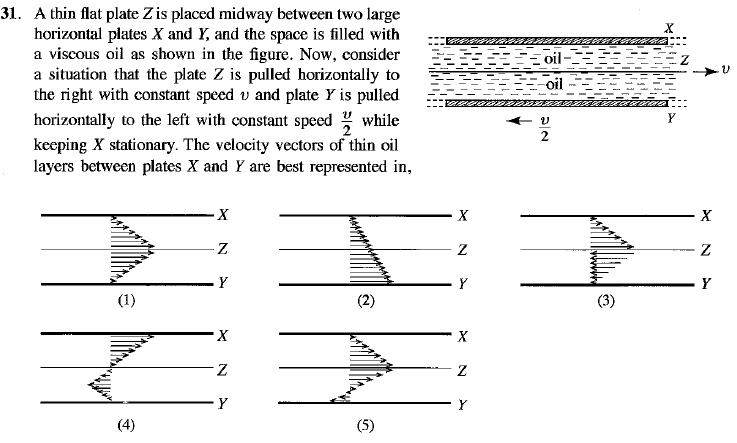 31. A thin flat plate Z is placed midway between two large
horizontal plates X and Y, and the space is filled with
a viscous oil as shown in the figure. Now, consider
a situation that the plate Z is pulled horizontally to
the right with constant speed v and plate Y is pulled
horizontally to the left with constant speed v/2 while
keeping X stationary. The velocity vectors of thin oil
layers between plates X and Y are best represented in,
X
oil
Z
v
oil
v/2
Y
X
Z
Y
(1)
X
Z
Y
(2)
X
Z
Y
(3)
X
Z
Y
(4)
X
Z
Y
(5)